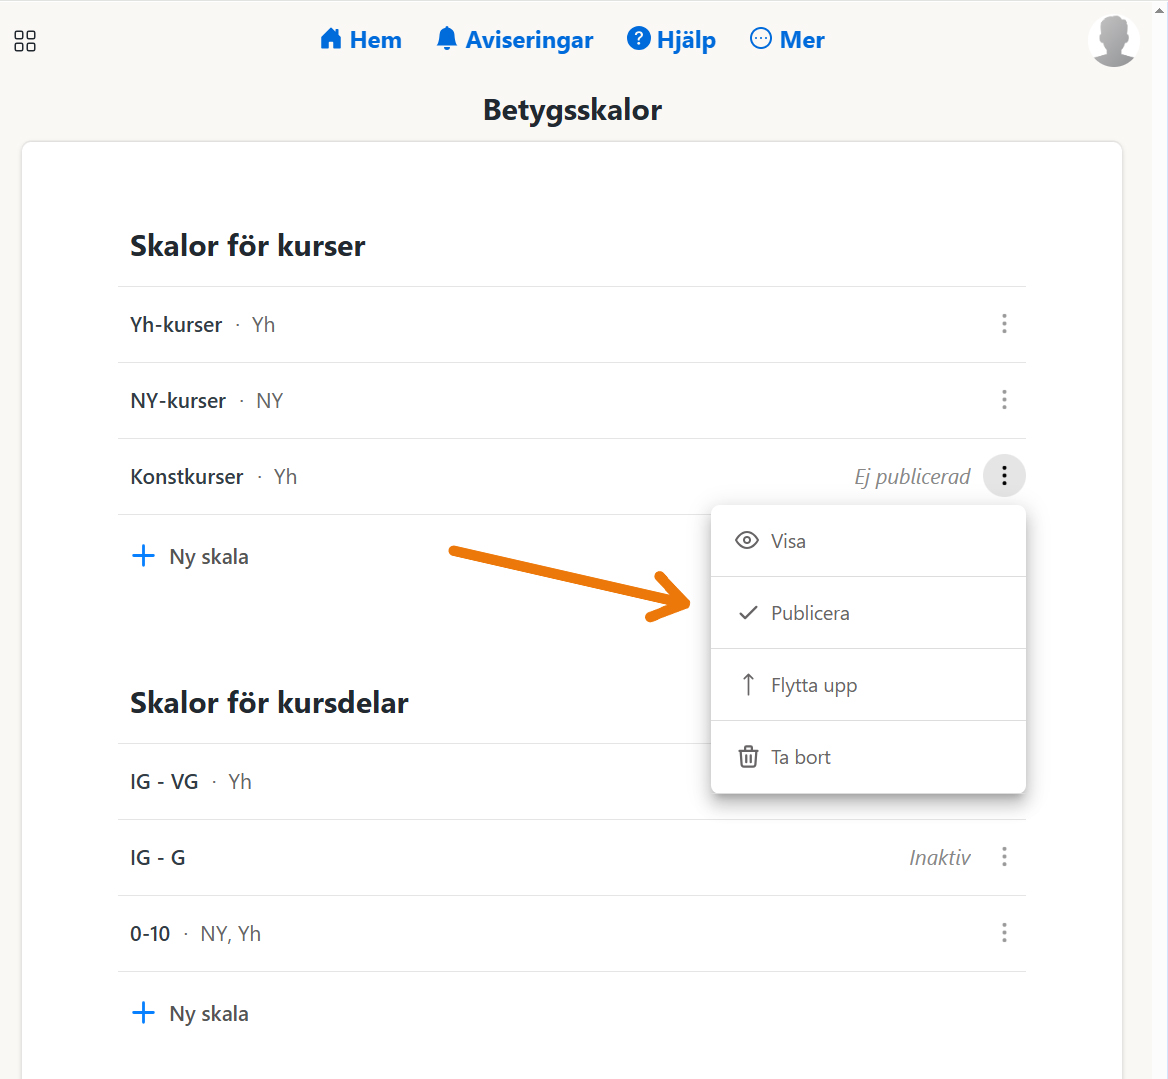 Hem Aviseringar Hjälp Mer
Betygsskalor
Skalor för kurser
Yh-kurser · Yh
NY-kurser · NY
Konstkurser · Yh Ej publicerad
Visa
Ny skala
Publicera
Flytta upp
Skalor för kursdelar
Ta bort
IG - VG · Yh
IG - G Inaktiv
0-10 · NY, Yh
Ny skala